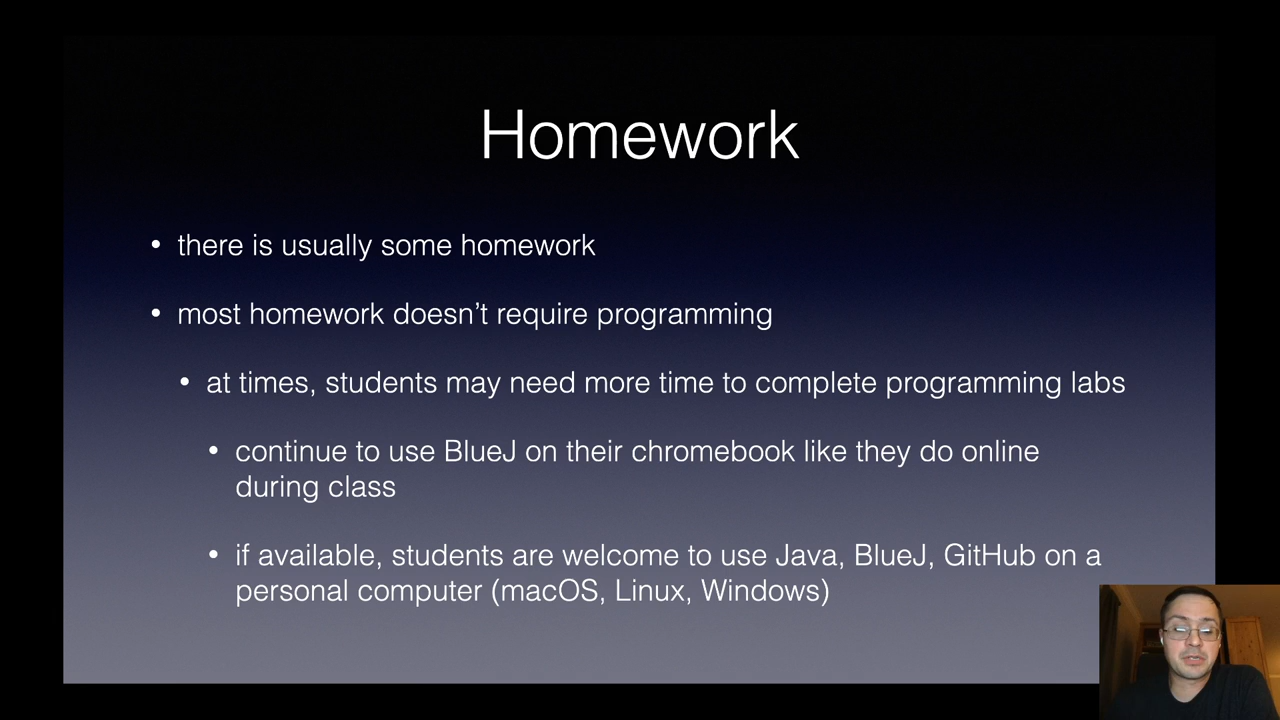 Homework
• there is usually some homework
• most homework doesn’t require programming
• at times, students may need more time to complete programming labs
• continue to use BlueJ on their chromebook like they do online
during class
• if available, students are welcome to use Java, BlueJ, GitHub on a
personal computer (macOS, Linux, Windows)